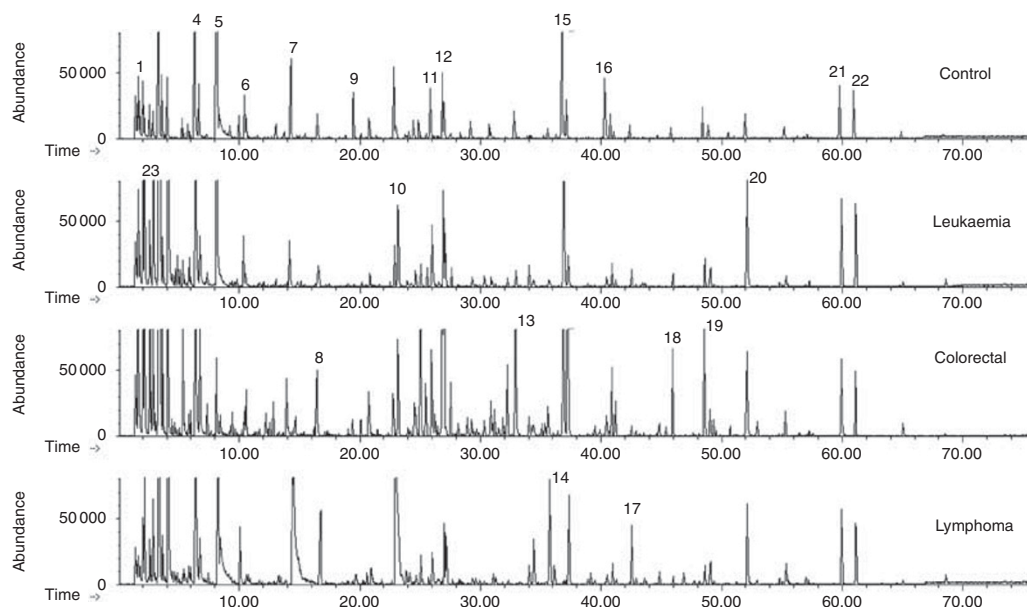 4 5 15
1 6 7 9 11 12 16 21 22
Abundance 50 000 0 Control
Time 10.00 20.00 30.00 40.00 50.00 60.00 70.00
23 10 20
Abundance 50 000 0 Leukaemia
Time 10.00 20.00 30.00 40.00 50.00 60.00 70.00
8 13 18 19
Abundance 50 000 0 Colorectal
Time 10.00 20.00 30.00 40.00 50.00 60.00 70.00
14 17
Abundance 50 000 0 Lymphoma
Time 10.00 20.00 30.00 40.00 50.00 60.00 70.00